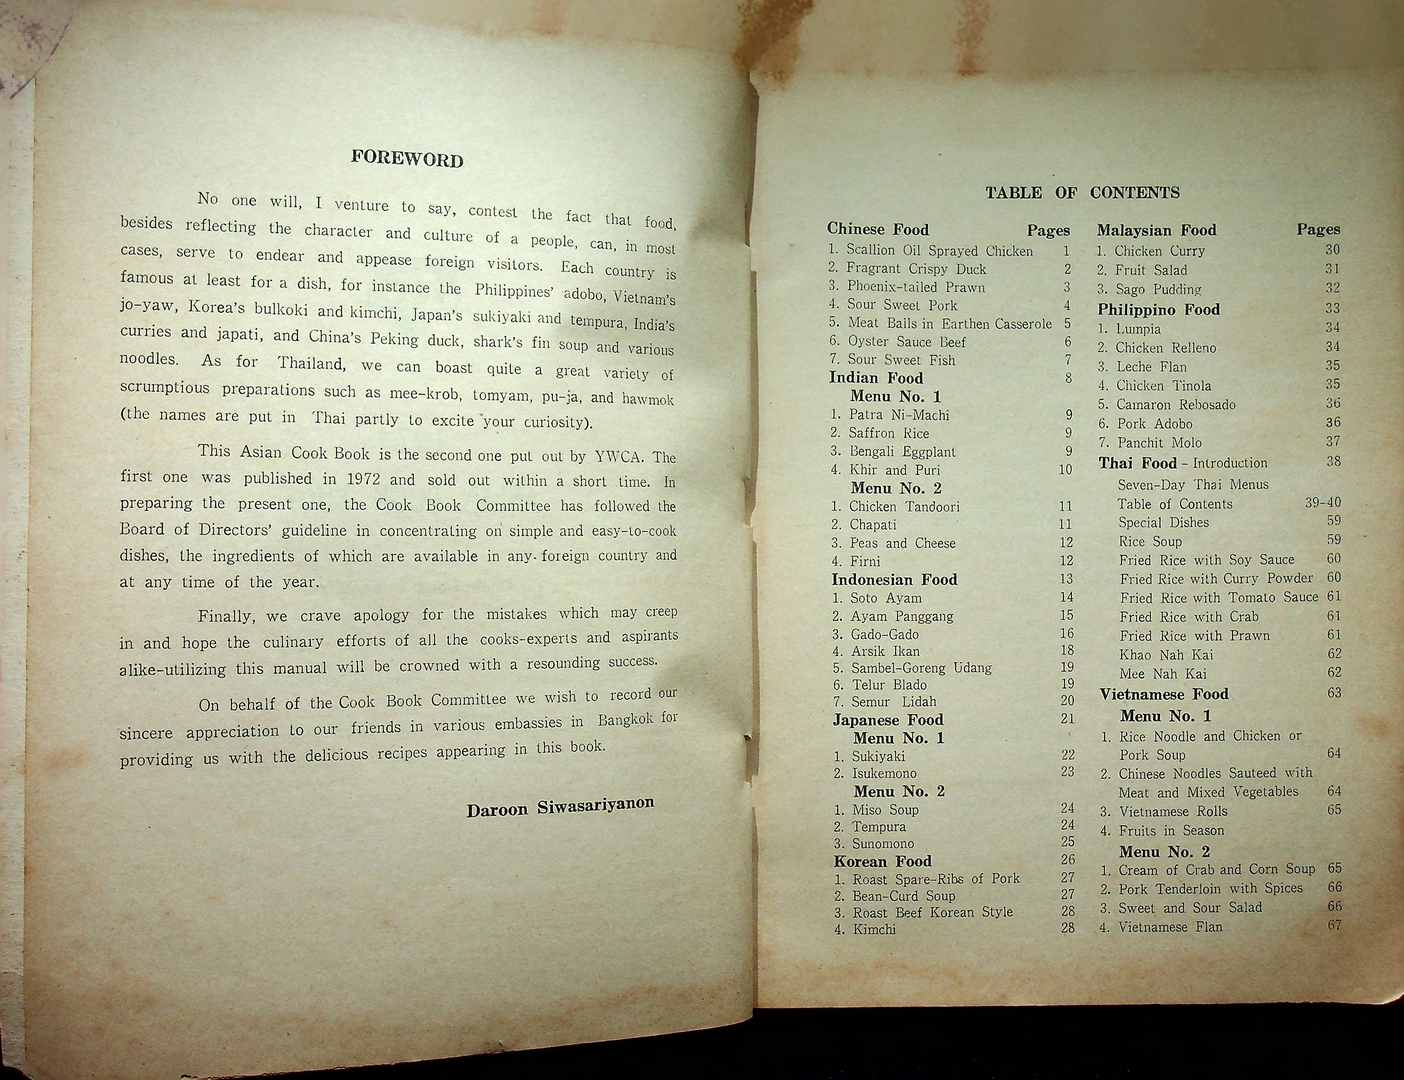 FOREWORD
No one will, I venture to say, contest the fact that food,
besides reflecting the character and culture of a people, can, in most
cases, serve to endear and appease foreign visitors. Each country is
famous at least for a dish, for instance the Philippines' adobo, Vietnam's
jo-yaw, Korea's bulkoki and kimchi, Japan's sukiyaki and tempura, India's
curries and japati, and China's Peking duck, shark's fin soup and various
noodles. As for Thailand, we can boast quite a great variety of
scrumptious preparations such as mee-krob, tomyam, pu-ja, and hawmok
(the names are put in Thai partly to excite your curiosity).
This Asian Cook Book is the second one put out by YWCA. The
first one was published in 1972 and sold out within a short time. In
preparing the present one, the Cook Book Committee has followed the
Board of Directors' guideline in concentrating on simple and easy-to-cook
dishes, the ingredients of which are available in any foreign country and
at any time of the year.
Finally, we crave apology for the mistakes which may creep
in and hope the culinary efforts of all the cooks-experts and aspirants
alike-utilizing this manual will be crowned with a resounding success.
On behalf of the Cook Book Committee we wish to record our
sincere appreciation to our friends in various embassies in Bangkok for
providing us with the delicious recipes appearing in this book.
Daroon Siwasariyanon
TABLE OF CONTENTS
Chinese Food Pages
1. Scallion Oil Sprayed Chicken 1
2. Fragrant Crispy Duck 2
3. Phoenix-tailed Prawn 3
4. Sour Sweet Pork 4
5. Meat Balls in Earthen Casserole 5
6. Oyster Sauce Beef 6
7. Sour Sweet Fish 7
Indian Food 8
Menu No. 1
1. Patra Ni-Machi 9
2. Saffron Rice 9
3. Bengali Eggplant 9
4. Khir and Puri 10
Menu No. 2
1. Chicken Tandoori 11
2. Chapati 11
3. Peas and Cheese 12
4. Firni 12
Indonesian Food 13
1. Soto Ayam 14
2. Ayam Panggang 15
3. Gado-Gado 16
4. Arsik Ikan 18
5. Sambel-Goreng Udang 19
6. Telur Blado 19
7. Semur Lidah 20
Japanese Food 21
Menu No. 1
1. Sukiyaki 22
2. Isukemono 23
Menu No. 2
1. Miso Soup 24
2. Tempura 24
3. Sunomono 25
Korean Food 26
1. Roast Spare-Ribs of Pork 27
2. Bean-Curd Soup 27
3. Roast Beef Korean Style 28
4. Kimchi 28
Malaysian Food Pages
1. Chicken Curry 30
2. Fruit Salad 31
3. Sago Pudding 32
Philippino Food 33
1. Lumpia 34
2. Chicken Relleno 34
3. Leche Flan 35
4. Chicken Tinola 35
5. Camaron Rebosado 36
6. Pork Adobo 36
7. Panchit Molo 37
Thai Food - Introduction 38
Seven-Day Thai Menus
Table of Contents 39-40
Special Dishes 59
Rice Soup 59
Fried Rice with Soy Sauce 60
Fried Rice with Curry Powder 60
Fried Rice with Tomato Sauce 61
Fried Rice with Crab 61
Fried Rice with Prawn 61
Khao Nah Kai 62
Mee Nah Kai 62
Vietnamese Food 63
Menu No. 1
1. Rice Noodle and Chicken or
Pork Soup 64
2. Chinese Noodles Sauteed with
Meat and Mixed Vegetables 64
3. Vietnamese Rolls 65
4. Fruits in Season
Menu No. 2
1. Cream of Crab and Corn Soup 65
2. Pork Tenderloin with Spices 66
3. Sweet and Sour Salad 66
4. Vietnamese Flan 67